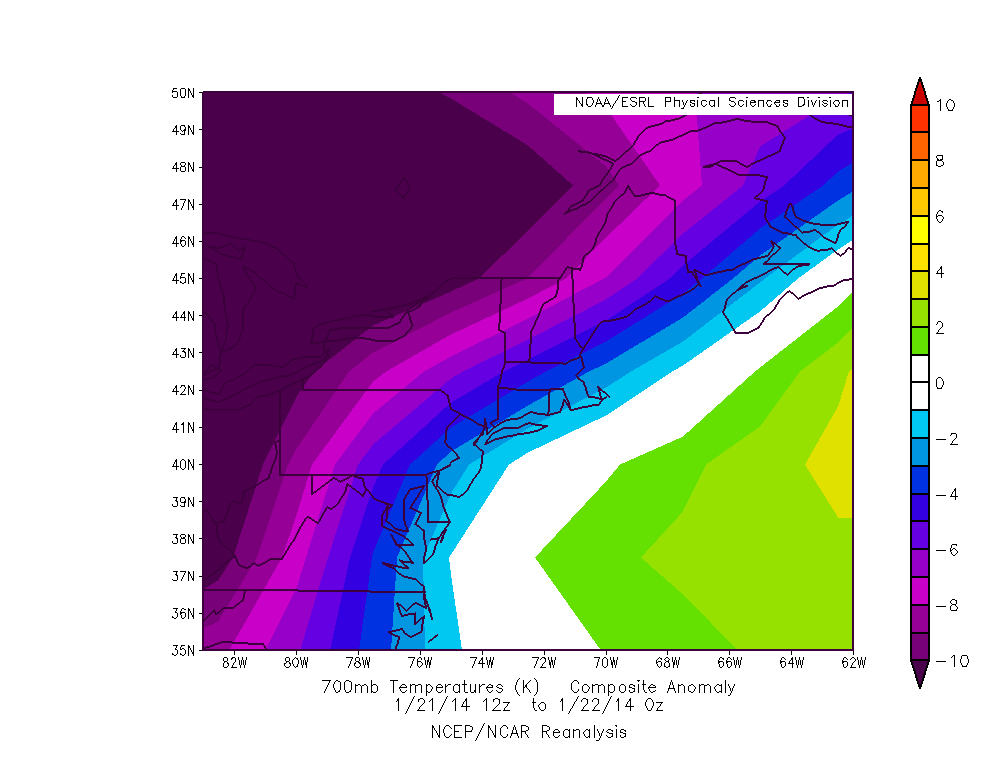 NOAA/ESRL Physical Sciences Division
50N
49N
48N
47N
46N
45N
44N
43N
42N
41N
40N
39N
38N
37N
36N
35N
82W 80W 78W 76W 74W 72W 70W 68W 66W 64W 62W
10
8
6
4
2
0
−2
−4
−6
−8
−10
700mb Temperatures (K) Composite Anomaly
1/21/14 12z to 1/22/14 0z
NCEP/NCAR Reanalysis